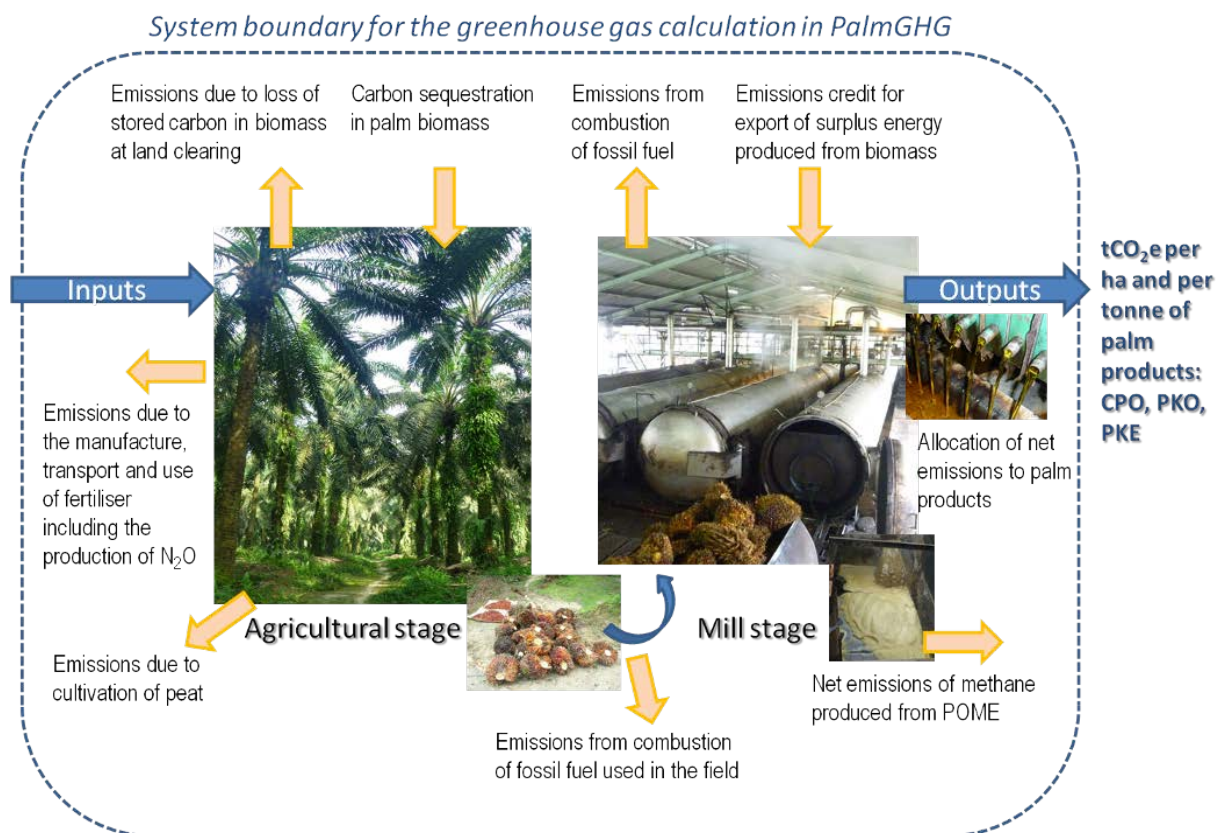 System boundary for the greenhouse gas calculation in PalmGHG
Emissions due to loss of
stored carbon in biomass
at land clearing
Carbon sequestration
in palm biomass
Emissions from
combustion
of fossil fuel
Emissions credit for
export of surplus energy
produced from biomass
Inputs
Outputs
tCO₂e per
ha and per
tonne of
palm
products:
CPO, PKO,
PKE
Emissions due to
the manufacture,
transport and use
of fertiliser
including the
production of N₂O
Allocation of net
emissions to palm
products
Agricultural stage
Mill stage
Emissions due to
cultivation of peat
Net emissions of methane
produced from POME
Emissions from combustion
of fossil fuel used in the field